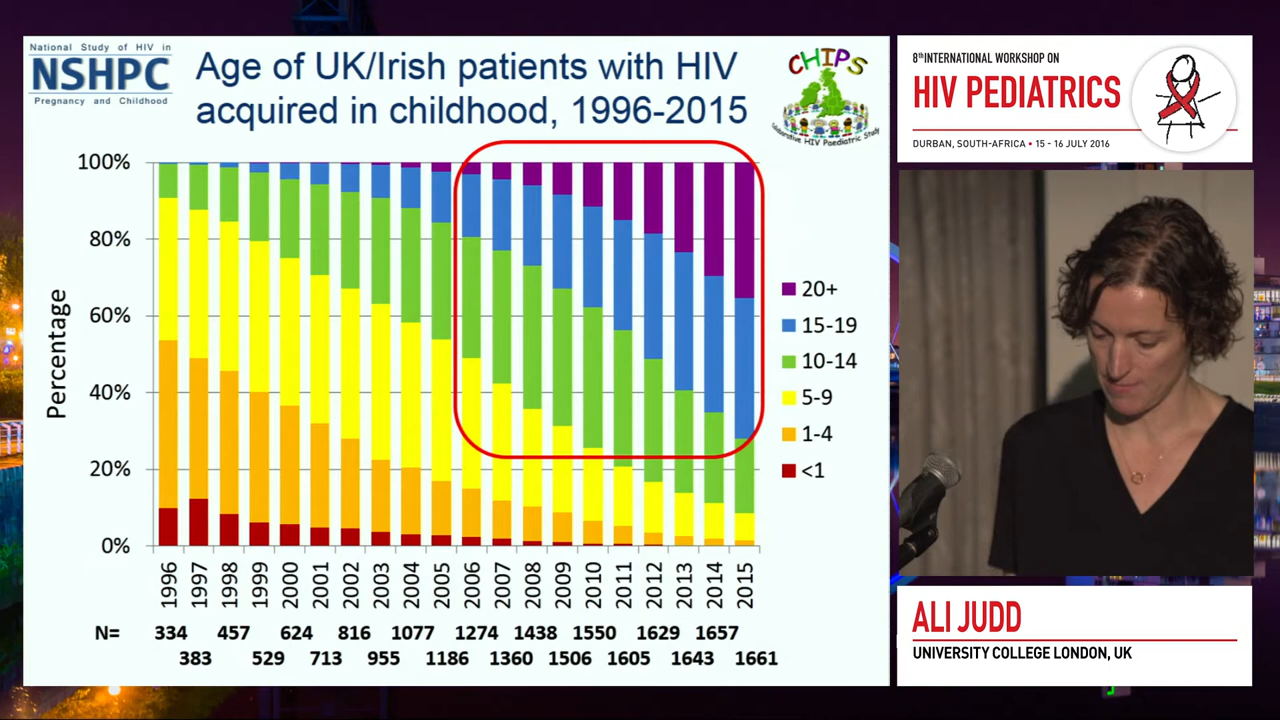 National Study of HIV in
NSHPC
Pregnancy and Childhood
Age of UK/Irish patients with HIV
acquired in childhood, 1996-2015
CHIPS
Collaborative HIV Paediatric Study
Percentage
100%
80%
60%
40%
20%
0%
20+
15-19
10-14
5-9
1-4
<1
1996 1997 1998 1999 2000 2001 2002 2003 2004 2005 2006 2007 2008 2009 2010 2011 2012 2013 2014 2015
N= 334 457 624 816 1077 1274 1438 1550 1629 1657
383 529 713 955 1186 1360 1506 1605 1643 1661
8th INTERNATIONAL WORKSHOP ON
HIV PEDIATRICS
DURBAN, SOUTH-AFRICA • 15 - 16 JULY 2016
ALI JUDD
UNIVERSITY COLLEGE LONDON, UK